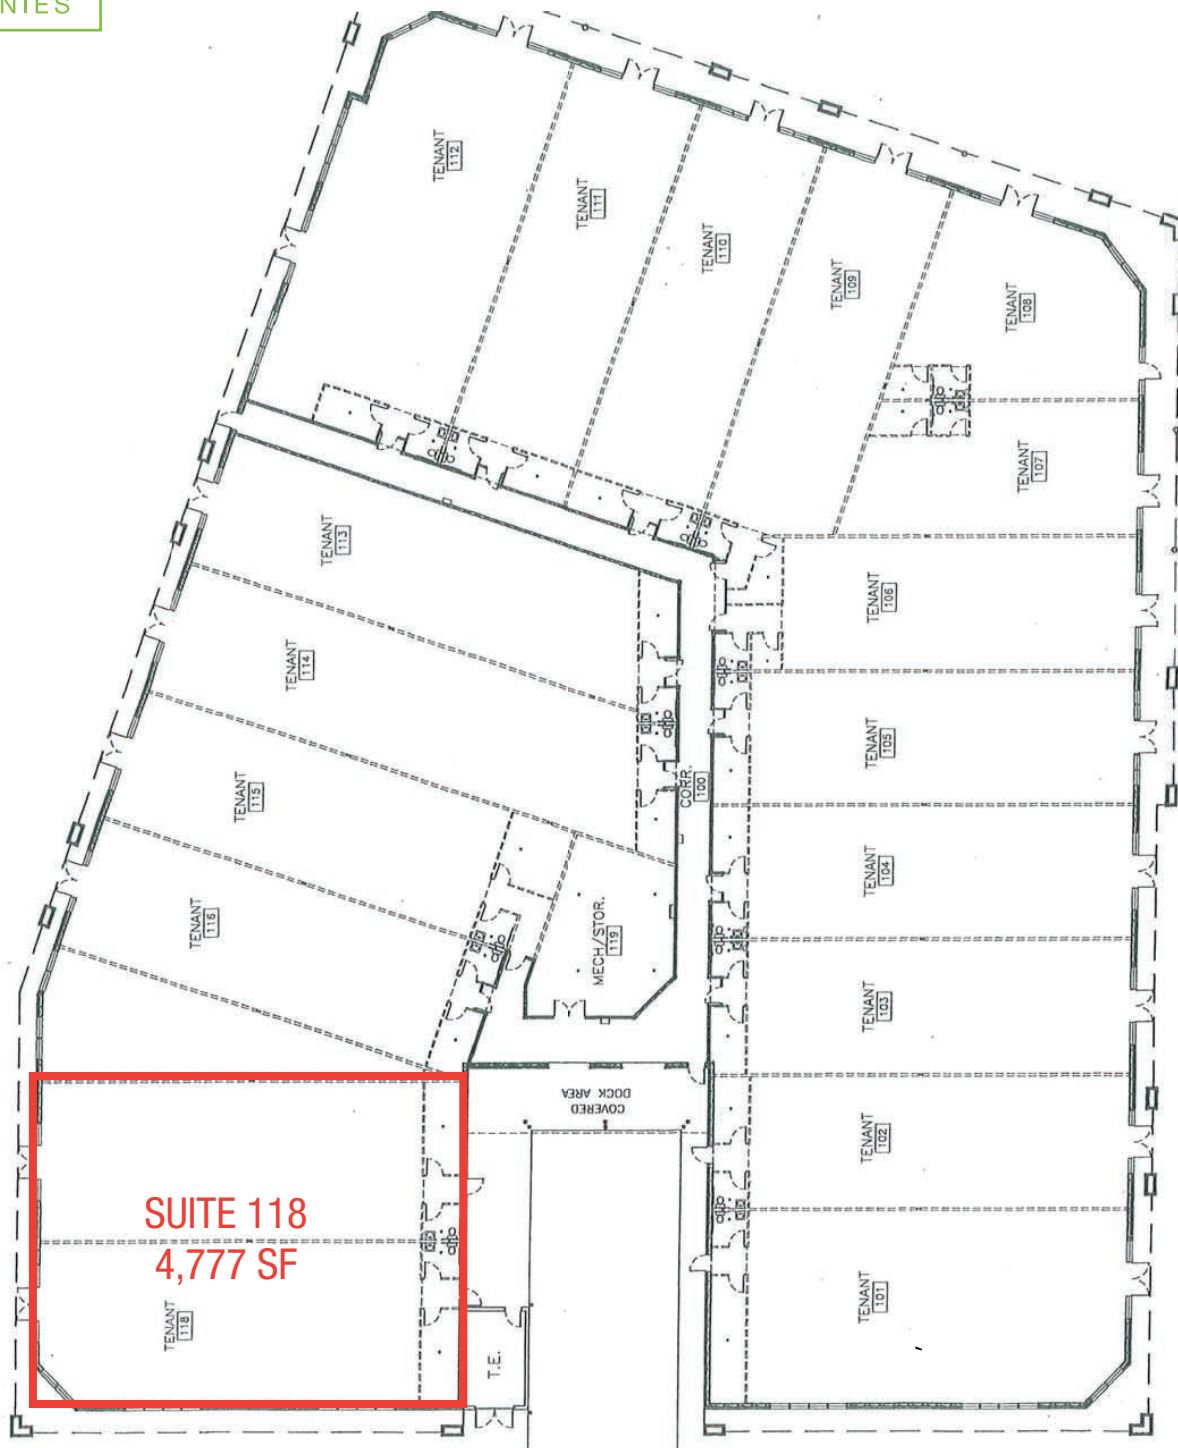 NIES
TENANT
112
TENANT
111
TENANT
110
TENANT
109
TENANT
108
TENANT
107
TENANT
113
TENANT
106
TENANT
114
TENANT
105
CORR.
100
TENANT
115
TENANT
104
TENANT
116
MECH/STOR.
119
TENANT
103
COVERED
DOCK AREA
TENANT
102
SUITE 118
4,777 SF
TENANT
118
T.E.
TENANT
101